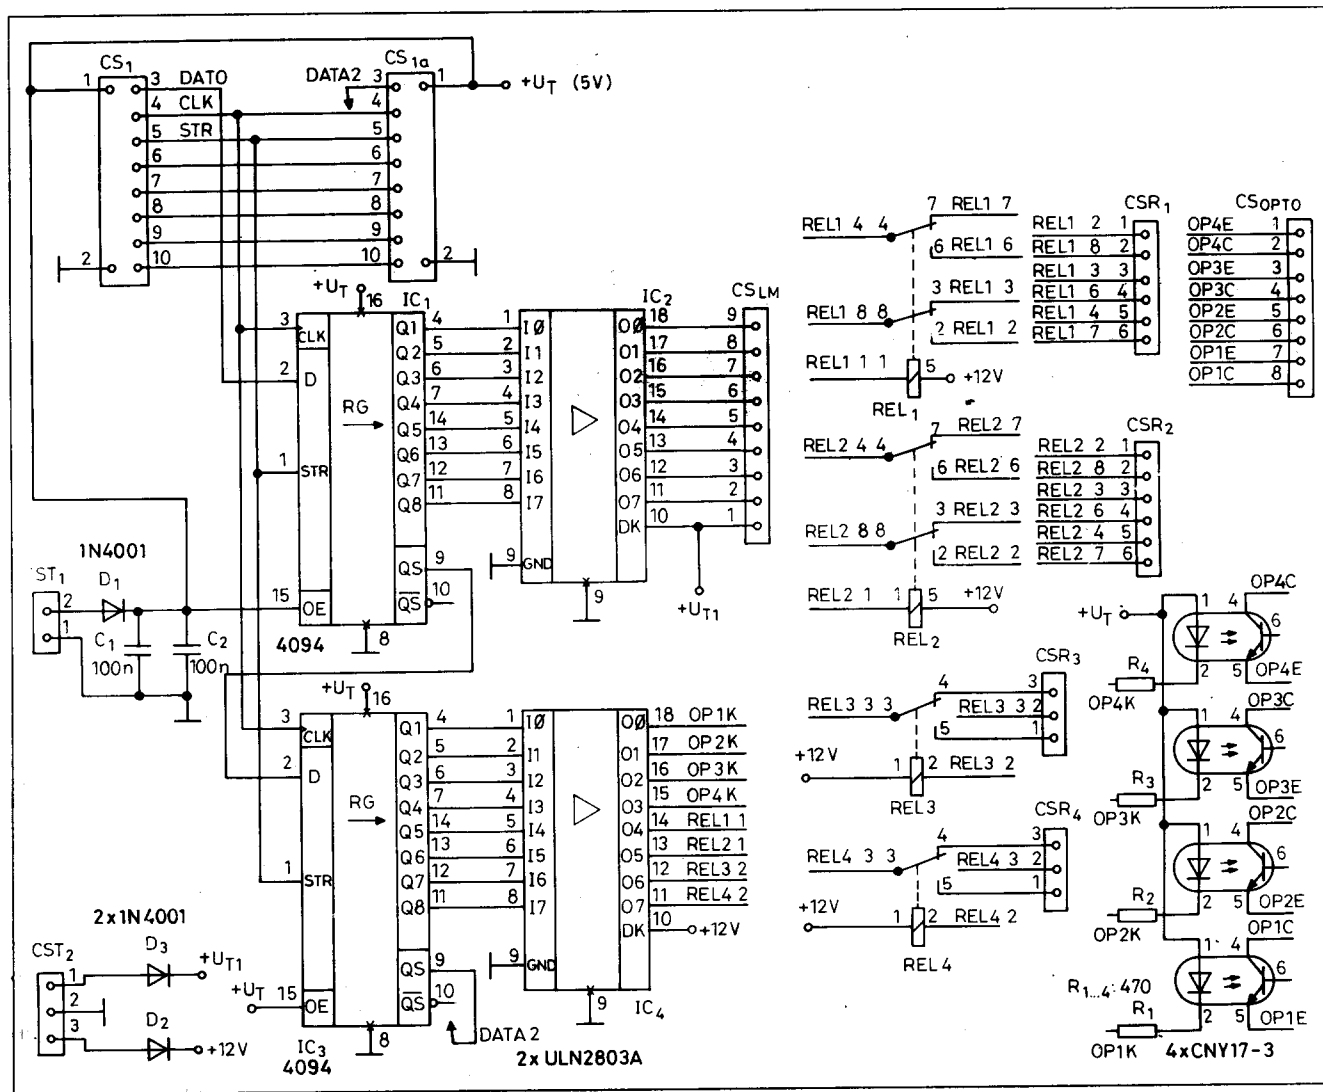 CS1
CS1a
1
3 DATO
4 CLK
5 STR
6
7
8
9
10
2
DATA2
3
1
4
5
6
7
8
9
10
2
+UT (5V)
+UT
16
IC1
3
CLK
2
D
1
STR
15
OE
RG
Q1 4
Q2 5
Q3 6
Q4 7
Q5 14
Q6 13
Q7 12
Q8 11
QS 9
QS 10
4094
8
IC2
1 I0
2 I1
3 I2
4 I3
5 I4
6 I5
7 I6
8 I7
9 GND
9
O0 18
O1 17
O2 16
O3 15
O4 14
O5 13
O6 12
O7 11
DK 10
CSLM
9
8
7
6
5
4
3
2
1
+UT1
1N4001
ST1
D1
2
1
C1
100n
C2
100n
+UT
16
3
CLK
2
D
1
STR
+UT
15
OE
RG
Q1 4
Q2 5
Q3 6
Q4 7
Q5 14
Q6 13
Q7 12
Q8 11
QS 9
QS 10
IC3
4094
8
DATA2
1 I0
2 I1
3 I2
4 I3
5 I4
6 I5
7 I6
8 I7
9 GND
9
IC4
O0 18 OP1K
O1 17 OP2K
O2 16 OP3K
O3 15 OP4K
O4 14 REL1 1
O5 13 REL2 1
O6 12 REL3 2
O7 11 REL4 2
DK 10 +12V
2x ULN2803A
2x1N4001
CST2
D3
+UT1
1
2
3
D2
+12V
REL1 4 4
7 REL1 7
6 REL1 6
REL1 8 8
3 REL1 3
2 REL1 2
REL1 1 1
5
+12V
REL1
CSR1
REL1 2 1
REL1 8 2
REL1 3 3
REL1 6 4
REL1 4 5
REL1 7 6
CSOPTO
OP4E 1
OP4C 2
OP3E 3
OP3C 4
OP2E 5
OP2C 6
OP1E 7
OP1C 8
REL2 4 4
7 REL2 7
6 REL2 6
REL2 8 8
3 REL2 3
2 REL2 2
REL2 1 1
5
+12V
REL2
CSR2
REL2 2 1
REL2 8 2
REL2 3 3
REL2 6 4
REL2 4 5
REL2 7 6
CSR3
REL3 3 3
4
3
REL3 3 2
5
1
+12V
1 2 REL3 2
REL3
CSR4
REL4 3 3
4
3
REL4 3 2
5
1
+12V
1 2 REL4 2
REL4
+UT
1
4
OP4C
6
R4
OP4K
2
5
OP4E
1
4
OP3C
6
R3
OP3K
2
5
OP3E
1
4
OP2C
6
R2
OP2K
2
5
OP2E
1
4
OP1C
6
R1...4: 470
R1
OP1K
2
5
OP1E
4xCNY17-3